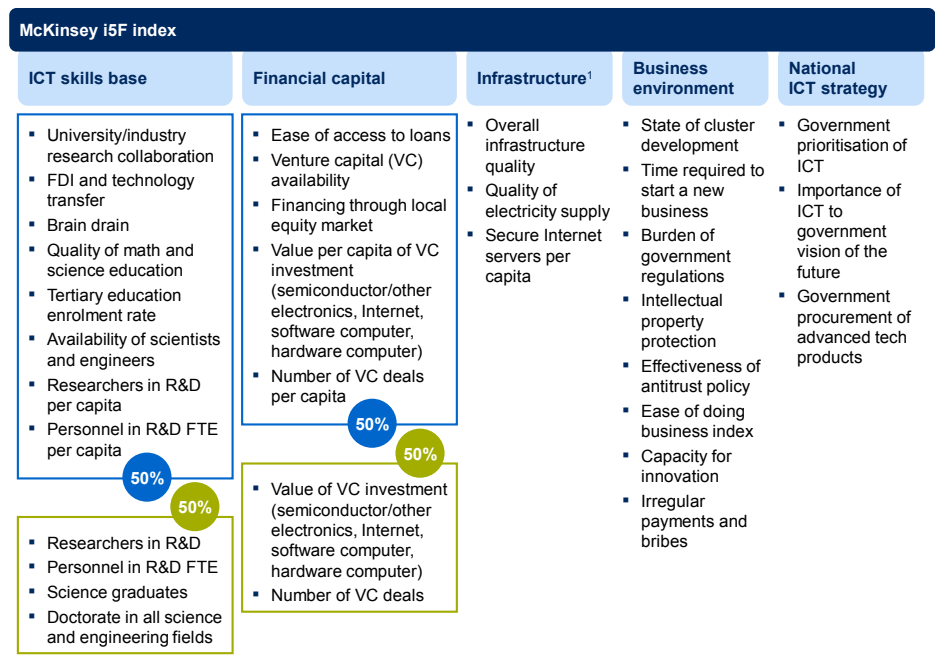 McKinsey i5F index
ICT skills base
University/industry
research collaboration
FDI and technology
transfer
Brain drain
Quality of math and
science education
Tertiary education
enrolment rate
Availability of scientists
and engineers
Researchers in R&D
per capita
Personnel in R&D FTE
per capita
50%
50%
Researchers in R&D
Personnel in R&D FTE
Science graduates
Doctorate in all science
and engineering fields
Financial capital
Ease of access to loans
Venture capital (VC)
availability
Financing through local
equity market
Value per capita of VC
investment
(semiconductor/other
electronics, Internet,
software computer,
hardware computer)
Number of VC deals
per capita
50%
50%
Value of VC investment
(semiconductor/other
electronics, Internet,
software computer,
hardware computer)
Number of VC deals
Infrastructure1
Overall
infrastructure
quality
Quality of
electricity supply
Secure Internet
servers per
capita
Business
environment
State of cluster
development
Time required to
start a new
business
Burden of
government
regulations
Intellectual
property
protection
Effectiveness of
antitrust policy
Ease of doing
business index
Capacity for
innovation
Irregular
payments and
bribes
National
ICT strategy
Government
prioritisation of
ICT
Importance of
ICT to
government
vision of the
future
Government
procurement of
advanced tech
products